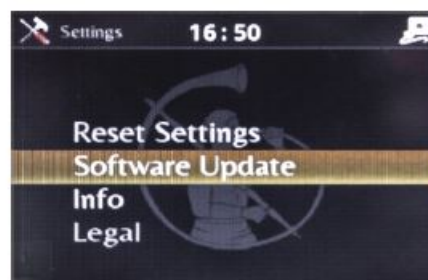 Settings 16:50
Reset Settings
Software Update
Info
Legal